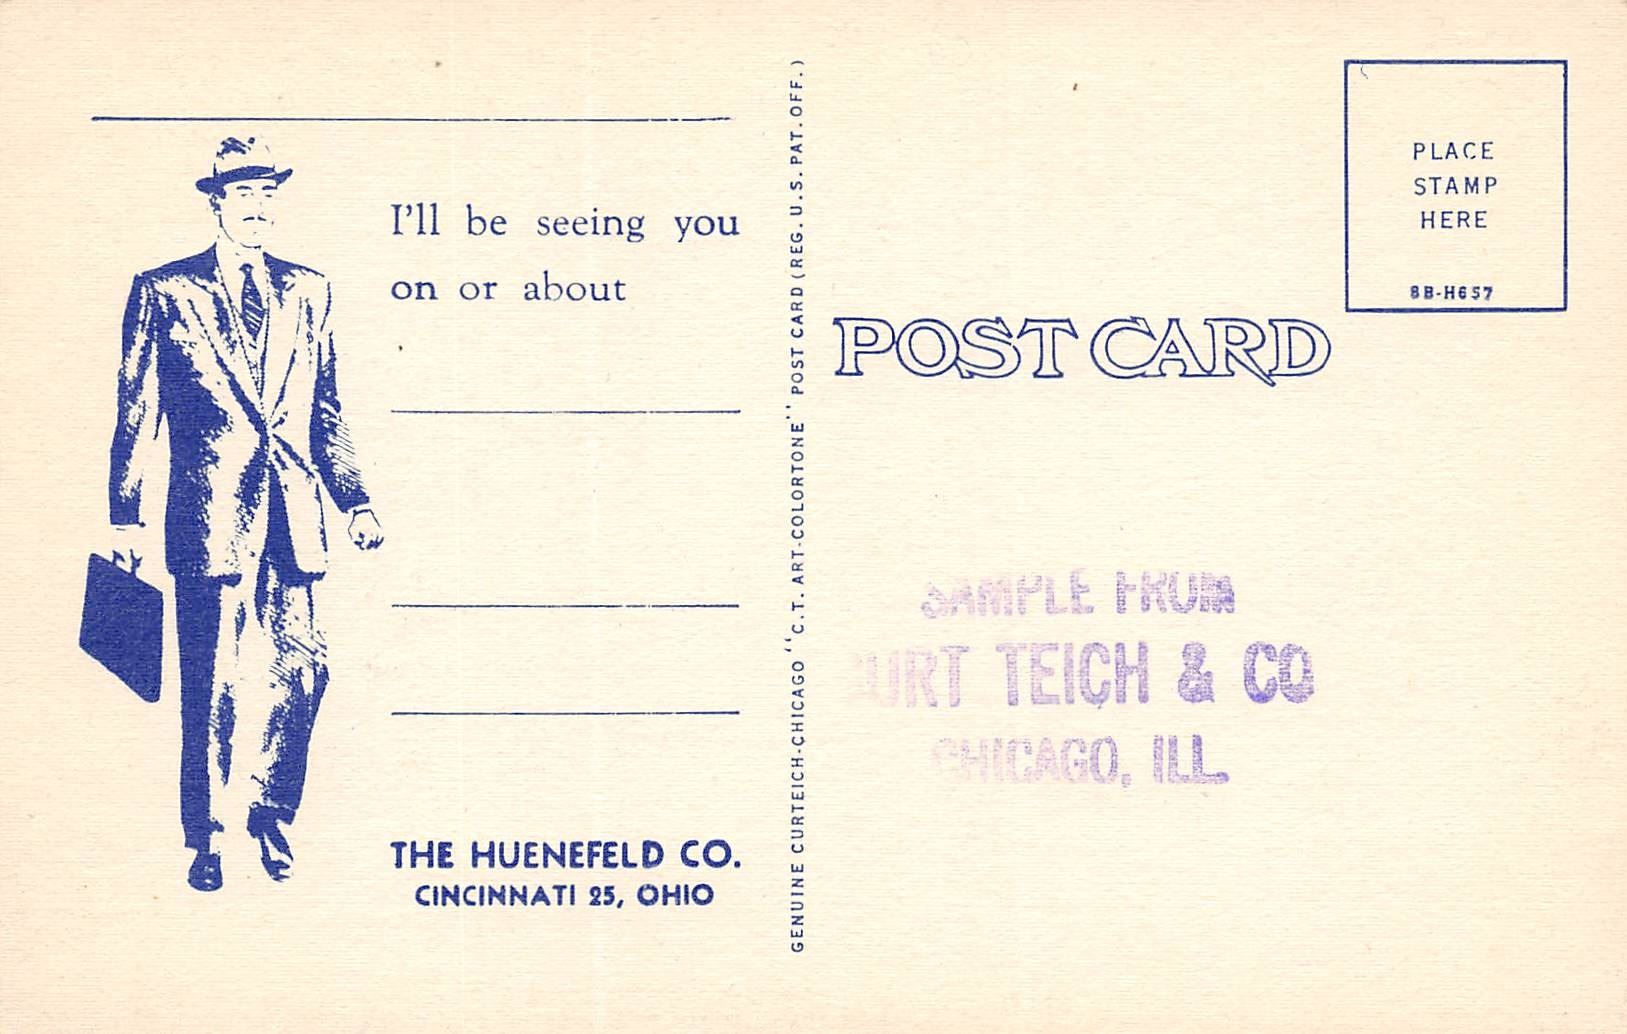 I'll be seeing you
on or about
THE HUENEFELD CO.
CINCINNATI 25, OHIO
GENUINE CURTEICH-CHICAGO "C.T. ART-COLORTONE" POST CARD (REG. U.S. PAT. OFF.)
PLACE
STAMP
HERE
8B-H657
POST CARD
SAMPLE FROM
CURT TEICH & CO
CHICAGO, ILL.